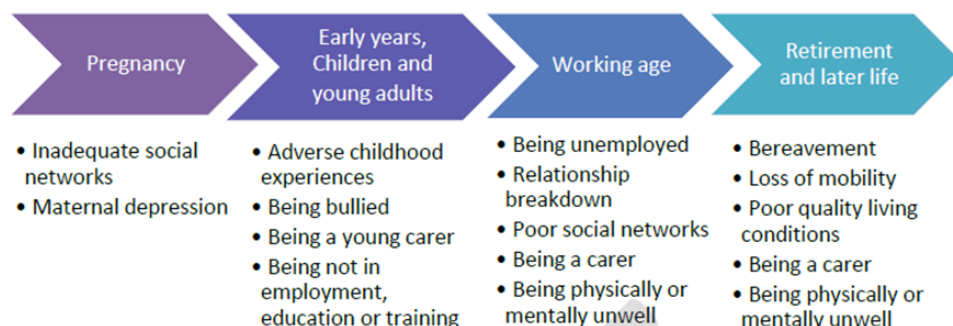 Pregnancy
Early years,
Children and
young adults
Working age
Retirement
and later life
• Inadequate social
networks
• Maternal depression
• Adverse childhood
experiences
• Being bullied
• Being a young carer
• Being not in
employment,
education or training
• Being unemployed
• Relationship
breakdown
• Poor social networks
• Being a carer
• Being physically or
mentally unwell
• Bereavement
• Loss of mobility
• Poor quality living
conditions
• Being a carer
• Being physically or
mentally unwell